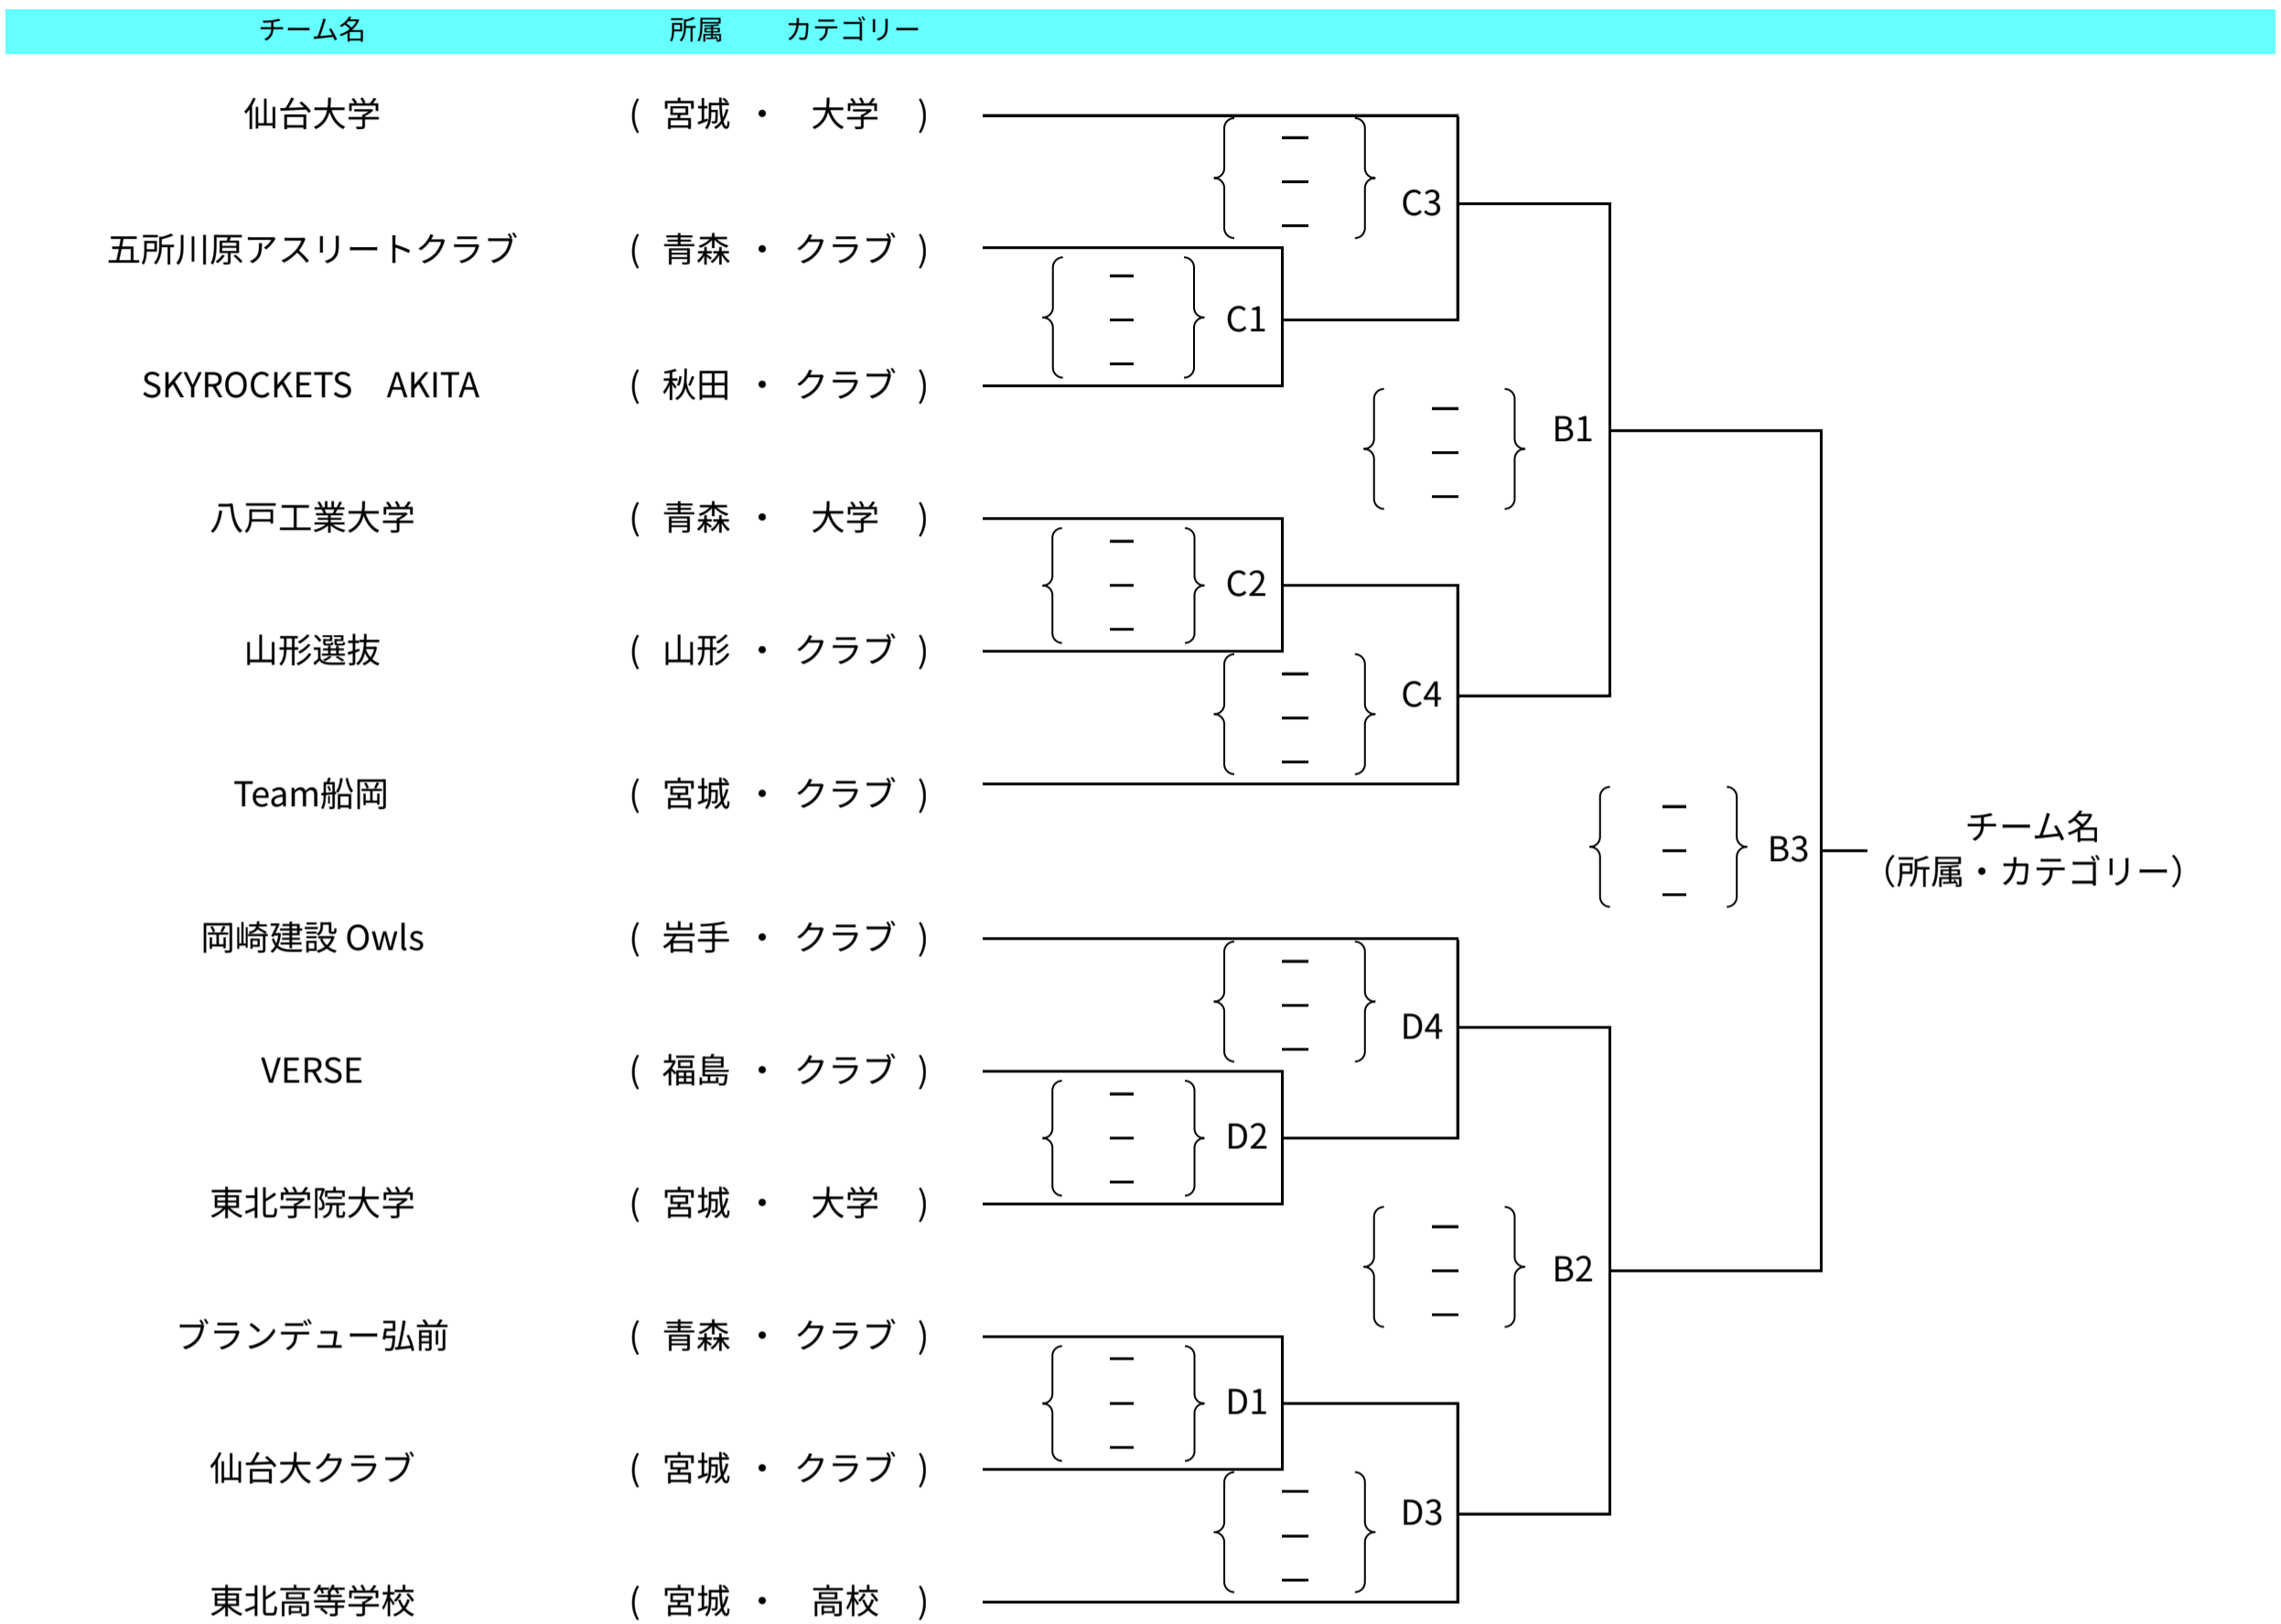 チーム名 所属 カテゴリー
仙台大学 ( 宮城 ・ 大学 )
五所川原アスリートクラブ ( 青森 ・ クラブ )
SKYROCKETS　AKITA ( 秋田 ・ クラブ )
八戸工業大学 ( 青森 ・ 大学 )
山形選抜 ( 山形 ・ クラブ )
Team船岡 ( 宮城 ・ クラブ )
岡崎建設 Owls ( 岩手 ・ クラブ )
VERSE ( 福島 ・ クラブ )
東北学院大学 ( 宮城 ・ 大学 )
ブランデュー弘前 ( 青森 ・ クラブ )
仙台大クラブ ( 宮城 ・ クラブ )
東北高等学校 ( 宮城 ・ 高校 )
C1
C2
D2
D1
C3
C4
D4
D3
B1
B2
B3
チーム名
（所属・カテゴリー）